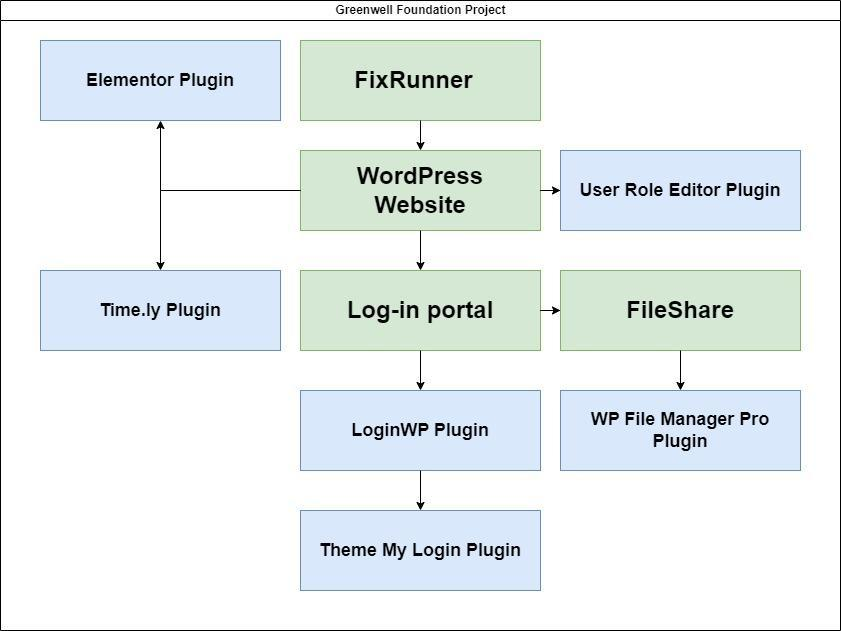 Greenwell Foundation Project
Elementor Plugin
FixRunner
WordPress
Website
User Role Editor Plugin
Time.ly Plugin
Log-in portal
FileShare
LoginWP Plugin
WP File Manager Pro
Plugin
Theme My Login Plugin